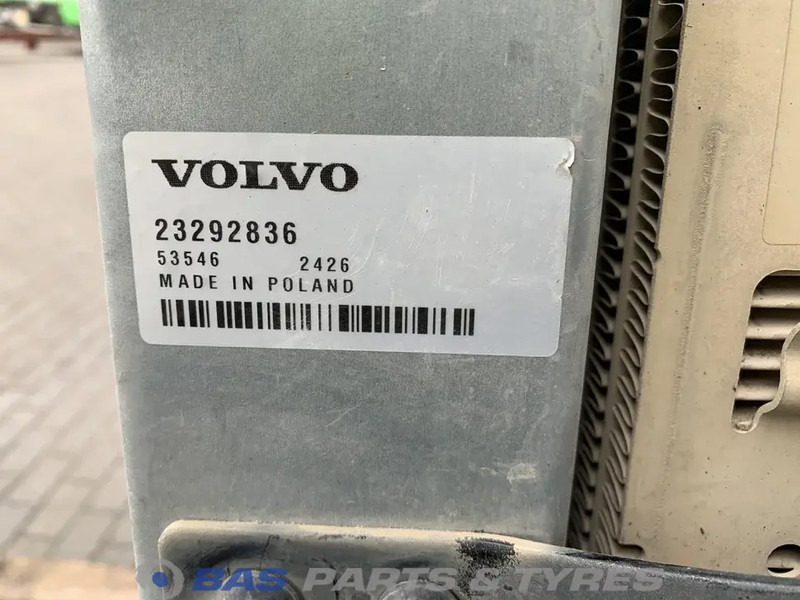 VOLVO
23292836
53546 2426
MADE IN POLAND
BAS PARTS & TYRES